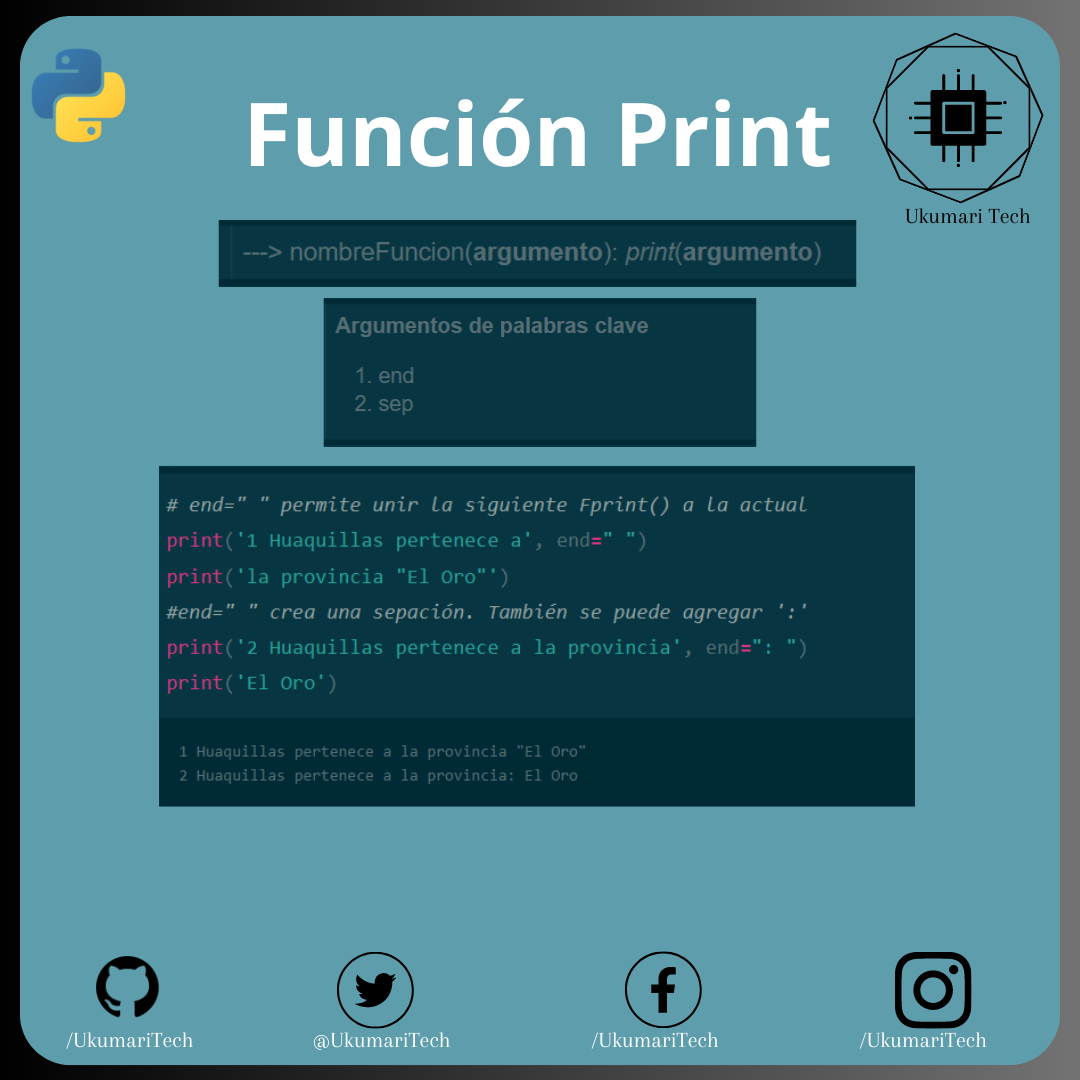 Función Print
Ukumari Tech
---> nombreFuncion(argumento): print(argumento)
Argumentos de palabras clave
1. end
2. sep
# end=" " permite unir la siguiente Fprint() a la actual
print('1 Huaquillas pertenece a', end=" ")
print('la provincia "El Oro"')
#end=" " crea una sepación. También se puede agregar ':'
print('2 Huaquillas pertenece a la provincia', end=": ")
print('El Oro')
1 Huaquillas pertenece a la provincia "El Oro"
2 Huaquillas pertenece a la provincia: El Oro
/UkumariTech
@UkumariTech
/UkumariTech
/UkumariTech